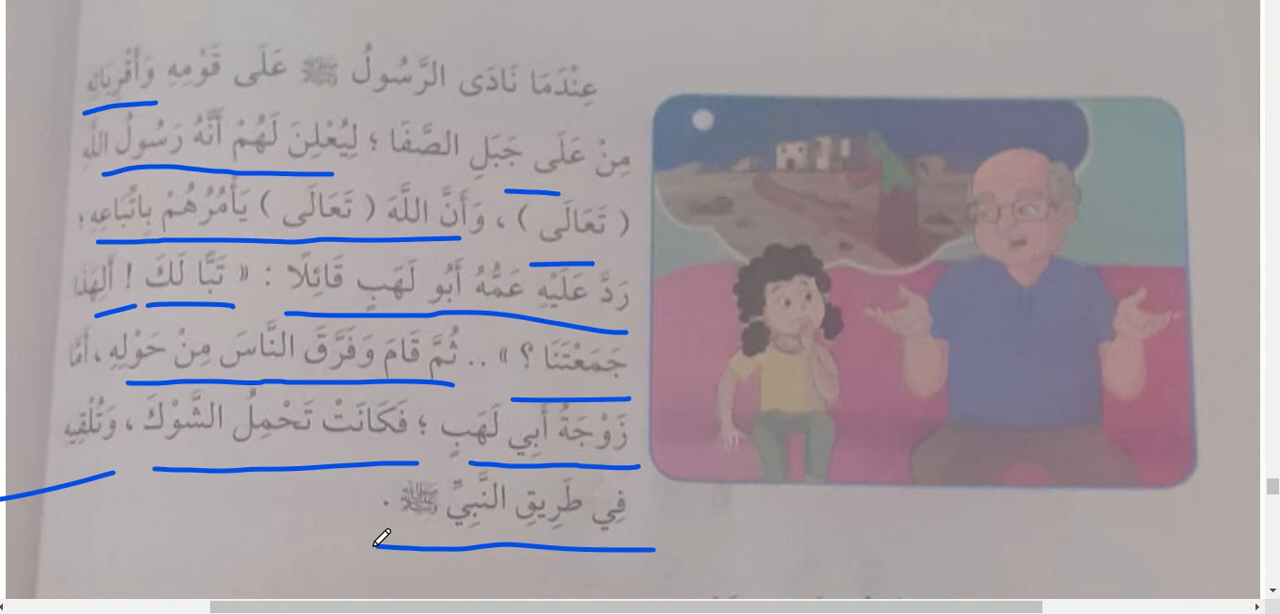 عِنْدَمَا نَادَى الرَّسُولُ ﷺ عَلَى قَوْمِهِ وَأَقْرِبَائِهِ
مِنْ عَلَى جَبَلِ الصَّفَا ؛ لِيُعْلِنَ لَهُمْ أَنَّهُ رَسُولُ اللَّهِ
( تَعَالَى ) ، وَأَنَّ اللَّهَ ( تَعَالَى ) يَأْمُرُهُمْ بِاتِّبَاعِهِ ؛
رَدَّ عَلَيْهِ عَمُّهُ أَبُو لَهَبٍ قَائِلًا : « تَبًّا لَكَ ! أَلِهَذَا
جَمَعْتَنَا ؟ » .. ثُمَّ قَامَ وَفَرَّقَ النَّاسَ مِنْ حَوْلِهِ ، أَمَّا
زَوْجَةُ أَبِي لَهَبٍ ؛ فَكَانَتْ تَحْمِلُ الشَّوْكَ ، وَتُلْقِيهِ
فِي طَرِيقِ النَّبِيِّ ﷺ .